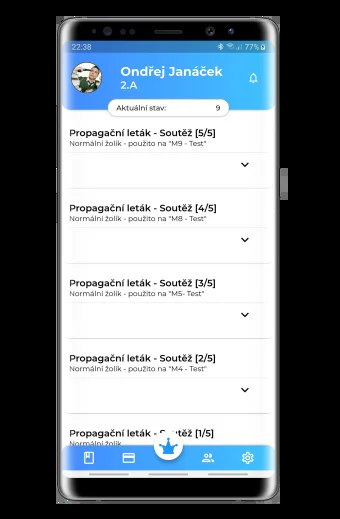 22:38
77%
Ondřej Janáček
2.A
Aktuální stav: 9
Propagační leták - Soutěž [5/5]
Normální žolík - použito na "M9 - Test"
Propagační leták - Soutěž [4/5]
Normální žolík - použito na "M8 - Test"
Propagační leták - Soutěž [3/5]
Normální žolík - použito na "M5- Test"
Propagační leták - Soutěž [2/5]
Normální žolík - použito na "M4 - Test"
Propagační leták - Soutěž [1/5]
Normální žolík